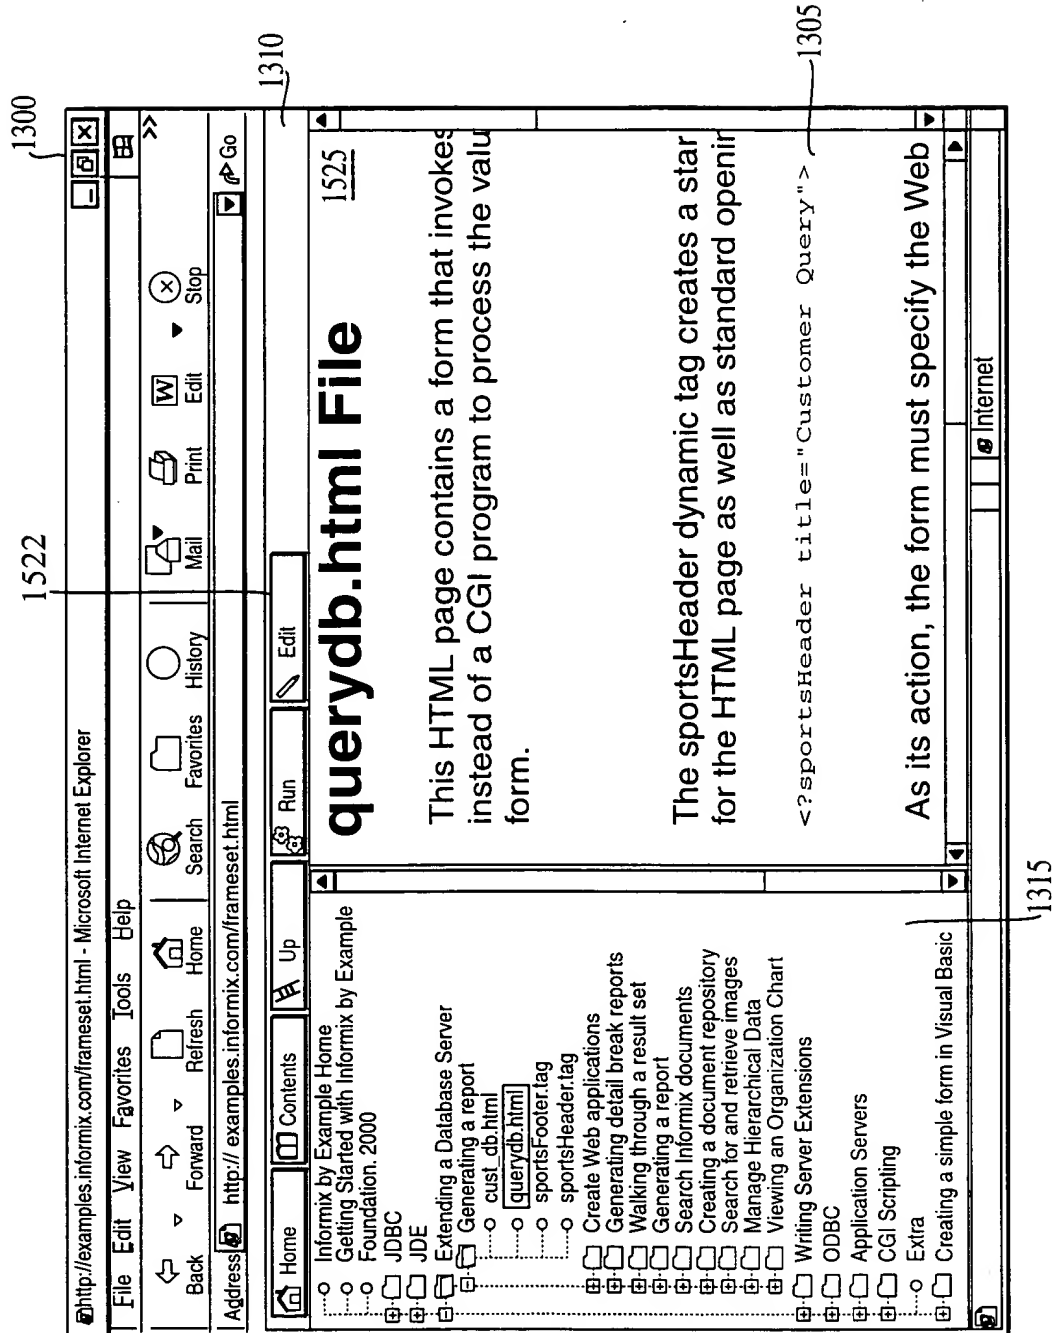 1300
http://examples.informix.com/frameset.html - Microsoft Internet Explorer
File Edit View Favorites Tools Help
Back Forward Refresh Home Search Favorites History Mail Print Edit Stop
Address http:// examples.informix.com/frameset.html Go
1522
1310
Home Contents Up Run Edit
Informix by Example Home
Getting Started with Informix by Example
Foundation. 2000
JDBC
JDE
Extending a Database Server
Generating a report
cust_db.html
querydb.html
sportsFooter.tag
sportsHeader.tag
Create Web applications
Generating detail break reports
Walking through a result set
Generating a report
Search Informix documents
Creating a document repository
Search for and retrieve images
Manage Hierarchical Data
Viewing an Organization Chart
Writing Server Extensions
ODBC
Application Servers
CGI Scripting
Extra
Creating a simple form in Visual Basic
1315
querydb.html File
1525
This HTML page contains a form that invokes
instead of a CGI program to process the valu
form.
The sportsHeader dynamic tag creates a star
for the HTML page as well as standard openir
<?sportsHeader title="Customer Query">
1305
As its action, the form must specify the Web
Internet